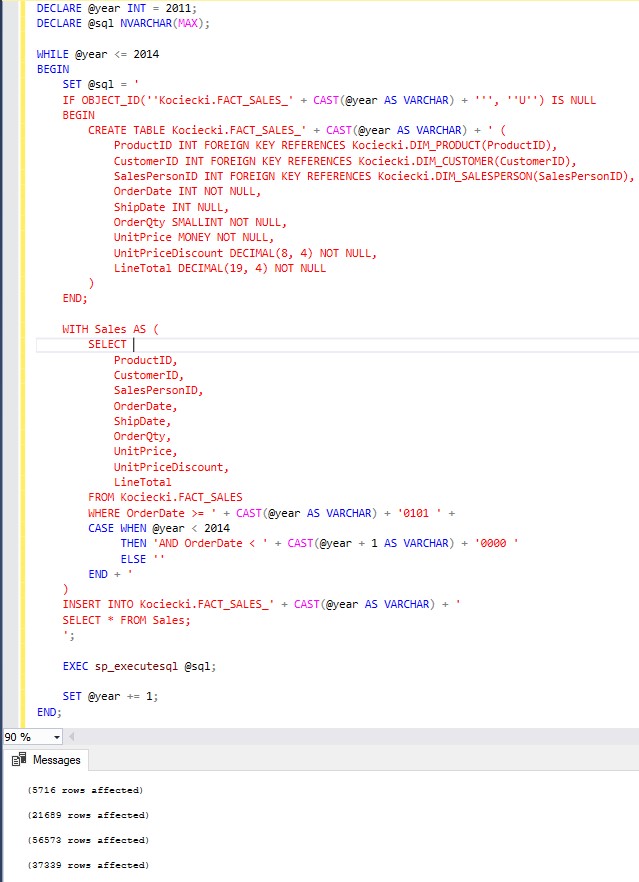 DECLARE @year INT = 2011;
DECLARE @sql NVARCHAR(MAX);

WHILE @year <= 2014
BEGIN
    SET @sql = '
    IF OBJECT_ID(''Kociecki.FACT_SALES_' + CAST(@year AS VARCHAR) + ''', ''U'') IS NULL
    BEGIN
        CREATE TABLE Kociecki.FACT_SALES_' + CAST(@year AS VARCHAR) + ' (
            ProductID INT FOREIGN KEY REFERENCES Kociecki.DIM_PRODUCT(ProductID),
            CustomerID INT FOREIGN KEY REFERENCES Kociecki.DIM_CUSTOMER(CustomerID),
            SalesPersonID INT FOREIGN KEY REFERENCES Kociecki.DIM_SALESPERSON(SalesPersonID),
            OrderDate INT NOT NULL,
            ShipDate INT NULL,
            OrderQty SMALLINT NOT NULL,
            UnitPrice MONEY NOT NULL,
            UnitPriceDiscount DECIMAL(8, 4) NOT NULL,
            LineTotal DECIMAL(19, 4) NOT NULL
        )
    END;

    WITH Sales AS (
        SELECT
            ProductID,
            CustomerID,
            SalesPersonID,
            OrderDate,
            ShipDate,
            OrderQty,
            UnitPrice,
            UnitPriceDiscount,
            LineTotal
        FROM Kociecki.FACT_SALES
        WHERE OrderDate >= ' + CAST(@year AS VARCHAR) + '0101 ' +
        CASE WHEN @year < 2014
             THEN 'AND OrderDate < ' + CAST(@year + 1 AS VARCHAR) + '0000 '
             ELSE ''
        END + '
    )
    INSERT INTO Kociecki.FACT_SALES_' + CAST(@year AS VARCHAR) + '
    SELECT * FROM Sales;
    ';

    EXEC sp_executesql @sql;

    SET @year += 1;
END;
90 %
Messages
(5716 rows affected)
(21689 rows affected)
(56573 rows affected)
(37339 rows affected)